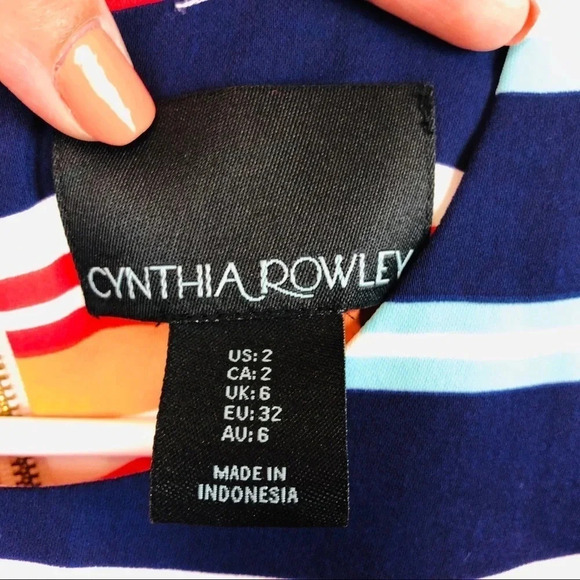 CYNTHIA ROWLEY
US: 2
CA: 2
UK: 6
EU: 32
AU: 6
MADE IN
INDONESIA